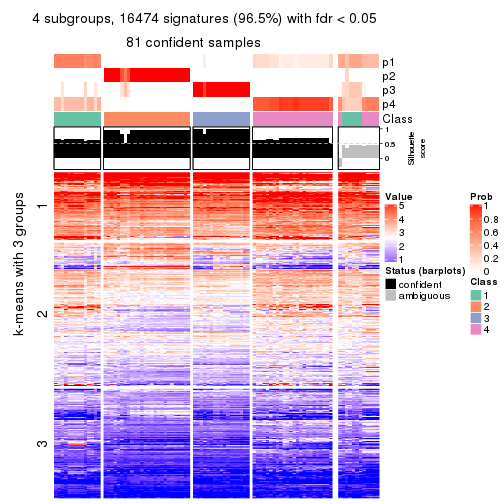 4 subgroups, 16474 signatures (96.5%) with fdr < 0.05
81 confident samples
p1
p2
p3
p4
Class
1
0.5
0
Silhouette
score
k-means with 3 groups
1
2
3
Value
5
4
3
2
1
Prob
1
0.8
0.6
0.4
0.2
0
Status (barplots)
confident
ambiguous
Class
1
2
3
4